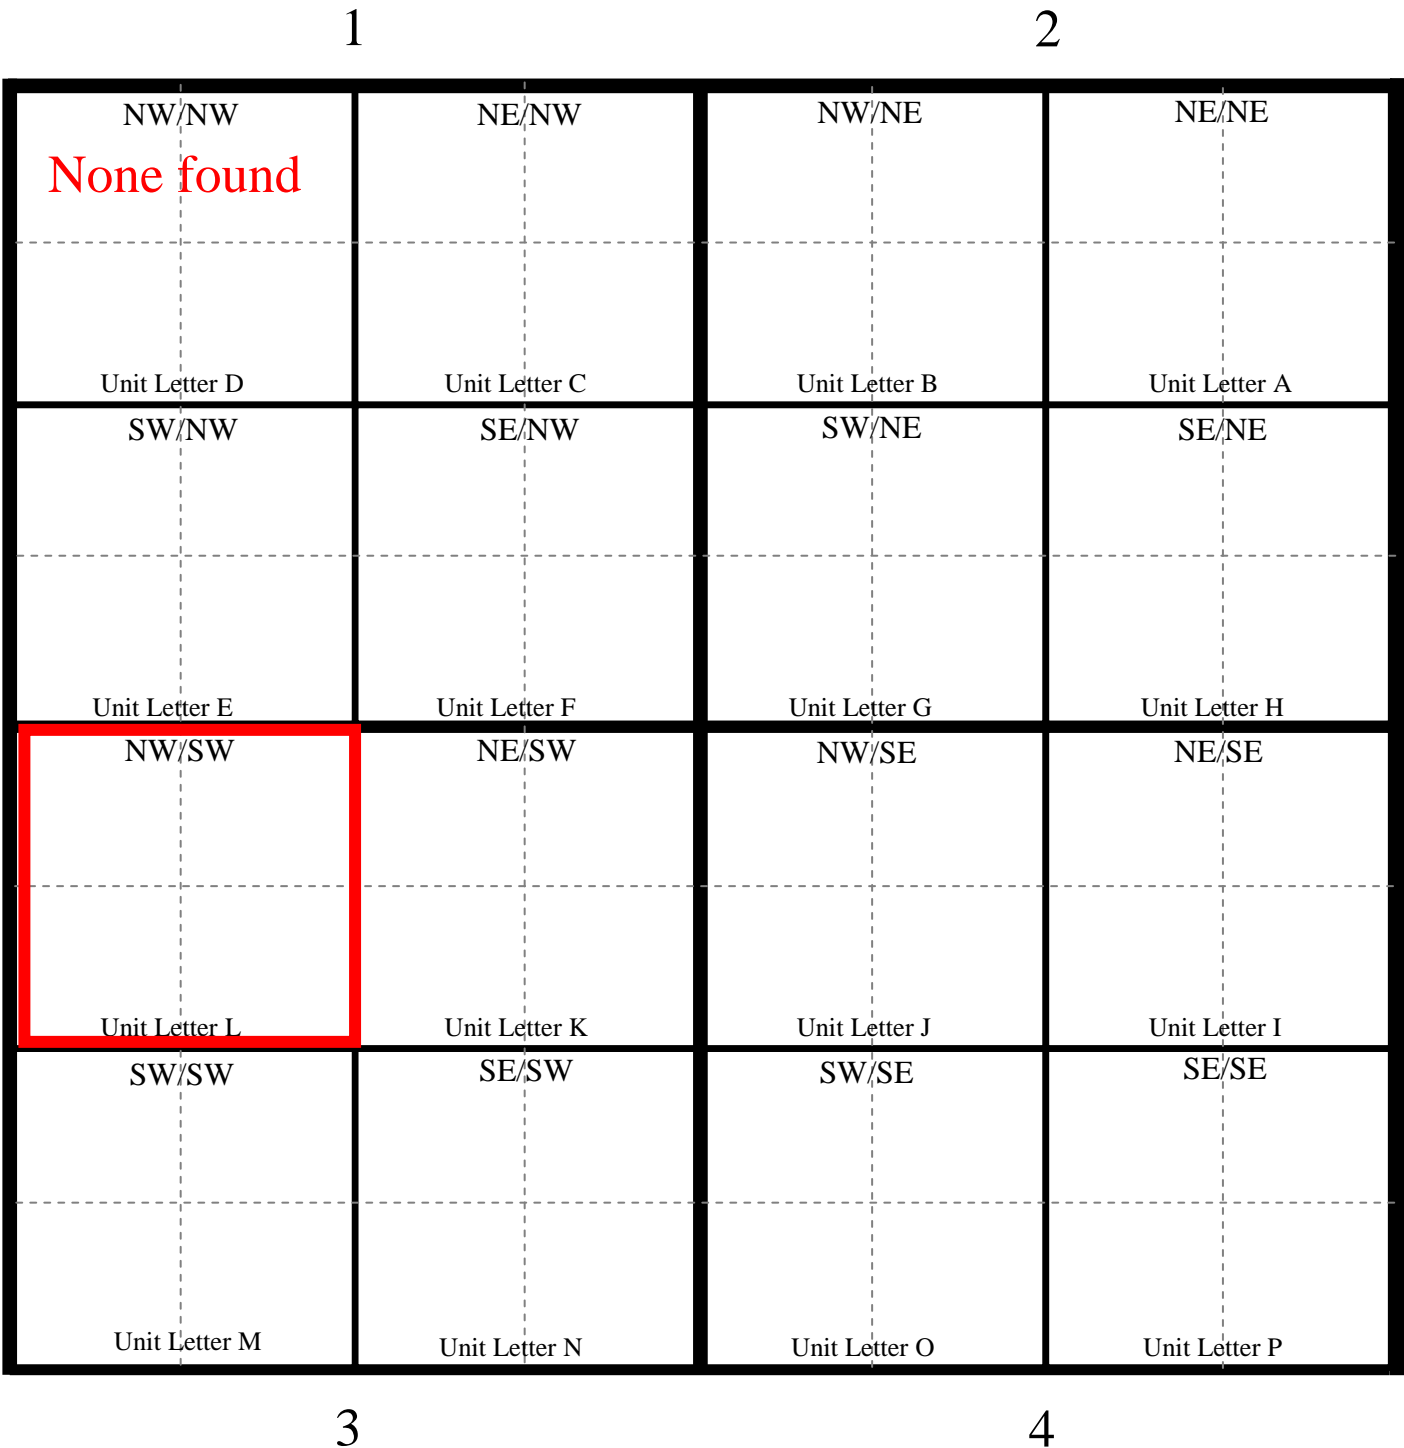 1 2
NW/NW NE/NW NW/NE NE/NE
None found
Unit Letter D Unit Letter C Unit Letter B Unit Letter A
SW/NW SE/NW SW/NE SE/NE
Unit Letter E Unit Letter F Unit Letter G Unit Letter H
NW/SW NE/SW NW/SE NE/SE
Unit Letter L Unit Letter K Unit Letter J Unit Letter I
SW/SW SE/SW SW/SE SE/SE
Unit Letter M Unit Letter N Unit Letter O Unit Letter P
3 4